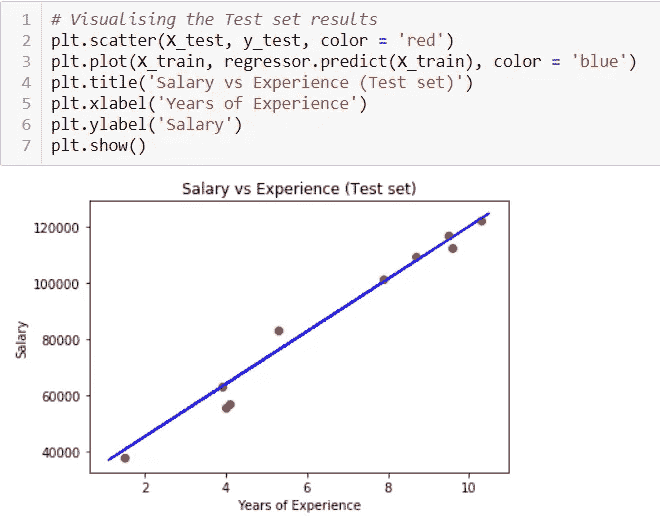 1 # Visualising the Test set results
2 plt.scatter(X_test, y_test, color = 'red')
3 plt.plot(X_train, regressor.predict(X_train), color = 'blue')
4 plt.title('Salary vs Experience (Test set)')
5 plt.xlabel('Years of Experience')
6 plt.ylabel('Salary')
7 plt.show()
Salary vs Experience (Test set)
Salary
120000
100000
80000
60000
40000
2 4 6 8 10
Years of Experience